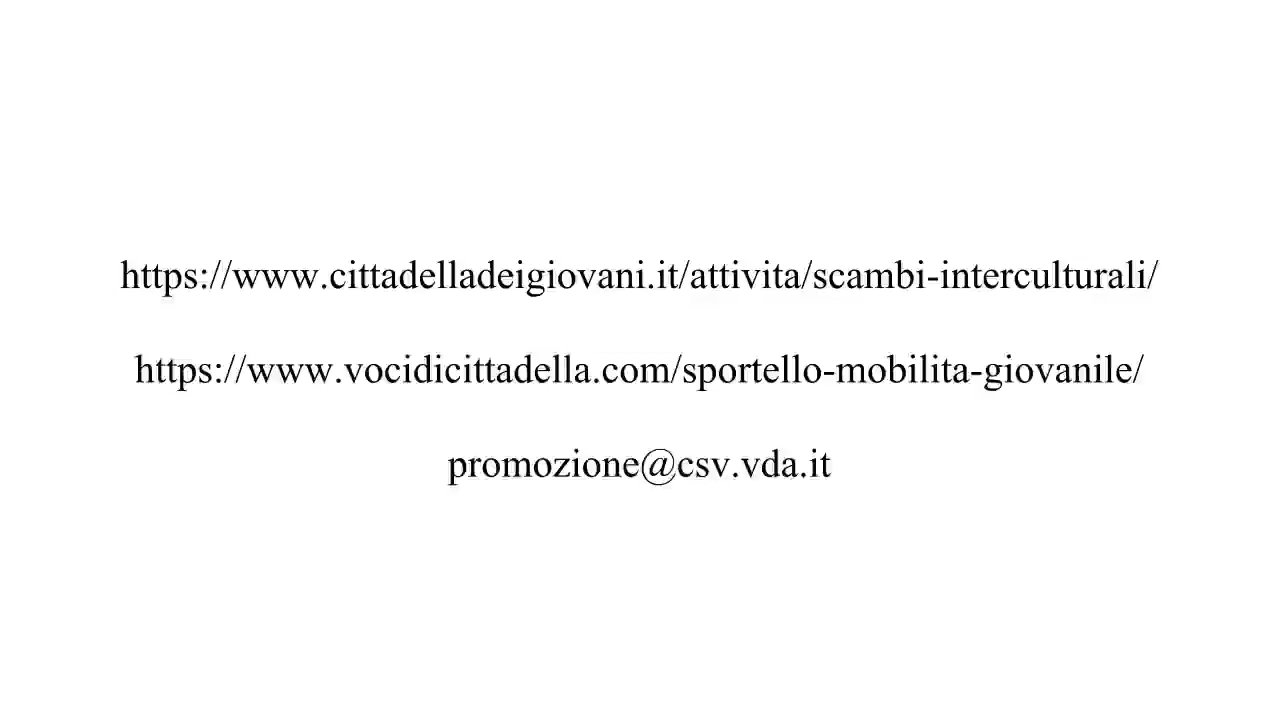 https://www.cittadelladeigiovani.it/attivita/scambi-interculturali/
https://www.vocidicittadella.com/sportello-mobilita-giovanile/
promozione@csv.vda.it